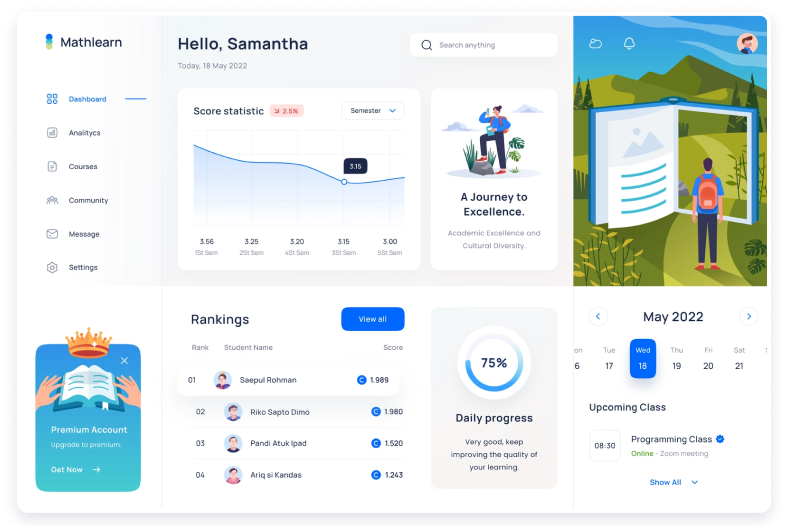 Mathlearn
Dashboard
Analitycs
Courses
Community
Message
Settings
Premium Account
Upgrade to premium.
Get Now
Hello, Samantha
Today, 18 May 2022
Search anything
Score statistic
2.5%
Semester
3.15
3.56 3.25 3.20 3.15 3.00
1St Sem 2St Sem 4St Sem 3St Sem 5St Sem
A Journey to
Excellence.
Academic Excellence and
Cultural Diversity.
Rankings
View all
Rank Student Name Score
01 Saepul Rohman C 1.989
02 Riko Sapto Dimo C 1.980
03 Pandi Atuk Ipad C 1.520
04 Ariq si Kandas C 1.243
75%
Daily progress
Very good, keep
improving the quality of
your learning.
May 2022
on Tue Wed Thu Fri Sat
6 17 18 19 20 21
Upcoming Class
08:30
Programming Class
Online - Zoom meeting
Show All